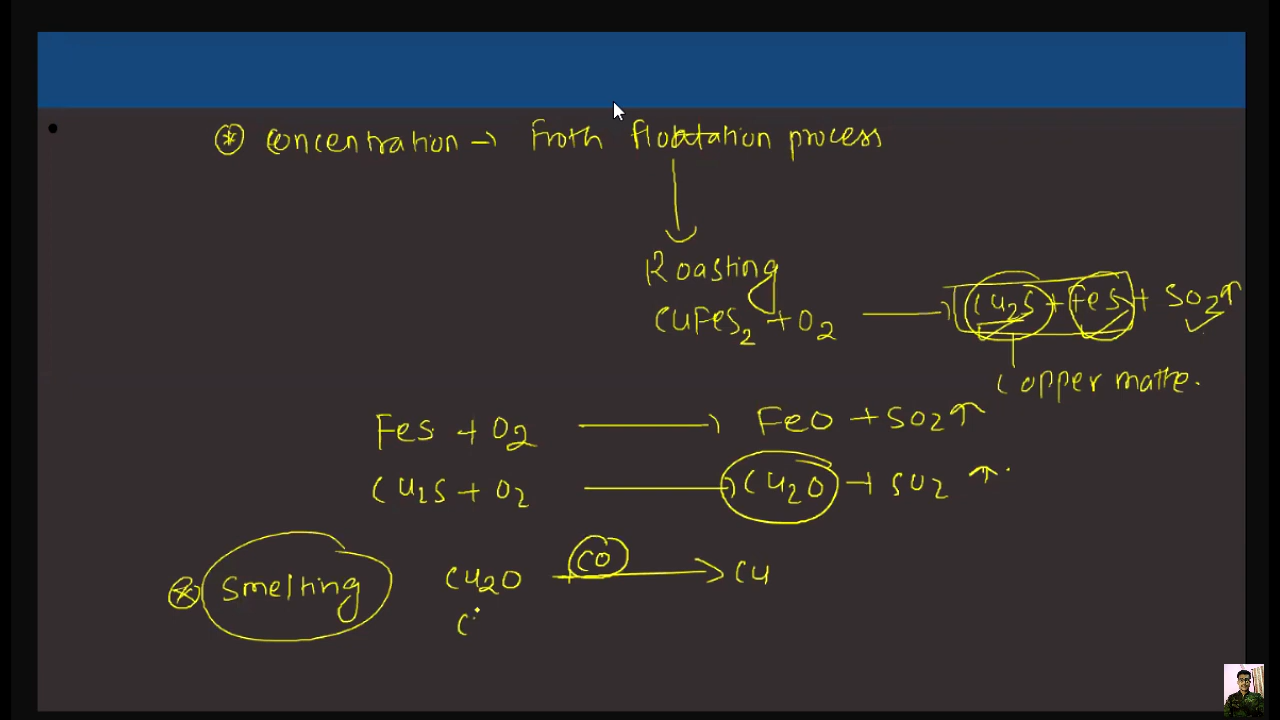 * Concentration → Froth floatation process
Roasting
CuFeS2 + O2 → Cu2S + FeS + SO2↑
Copper matte.
FeS + O2 → FeO + SO2↑
Cu2S + O2 → Cu2O + SO2↑
* Smelting Cu2O CO → Cu
C